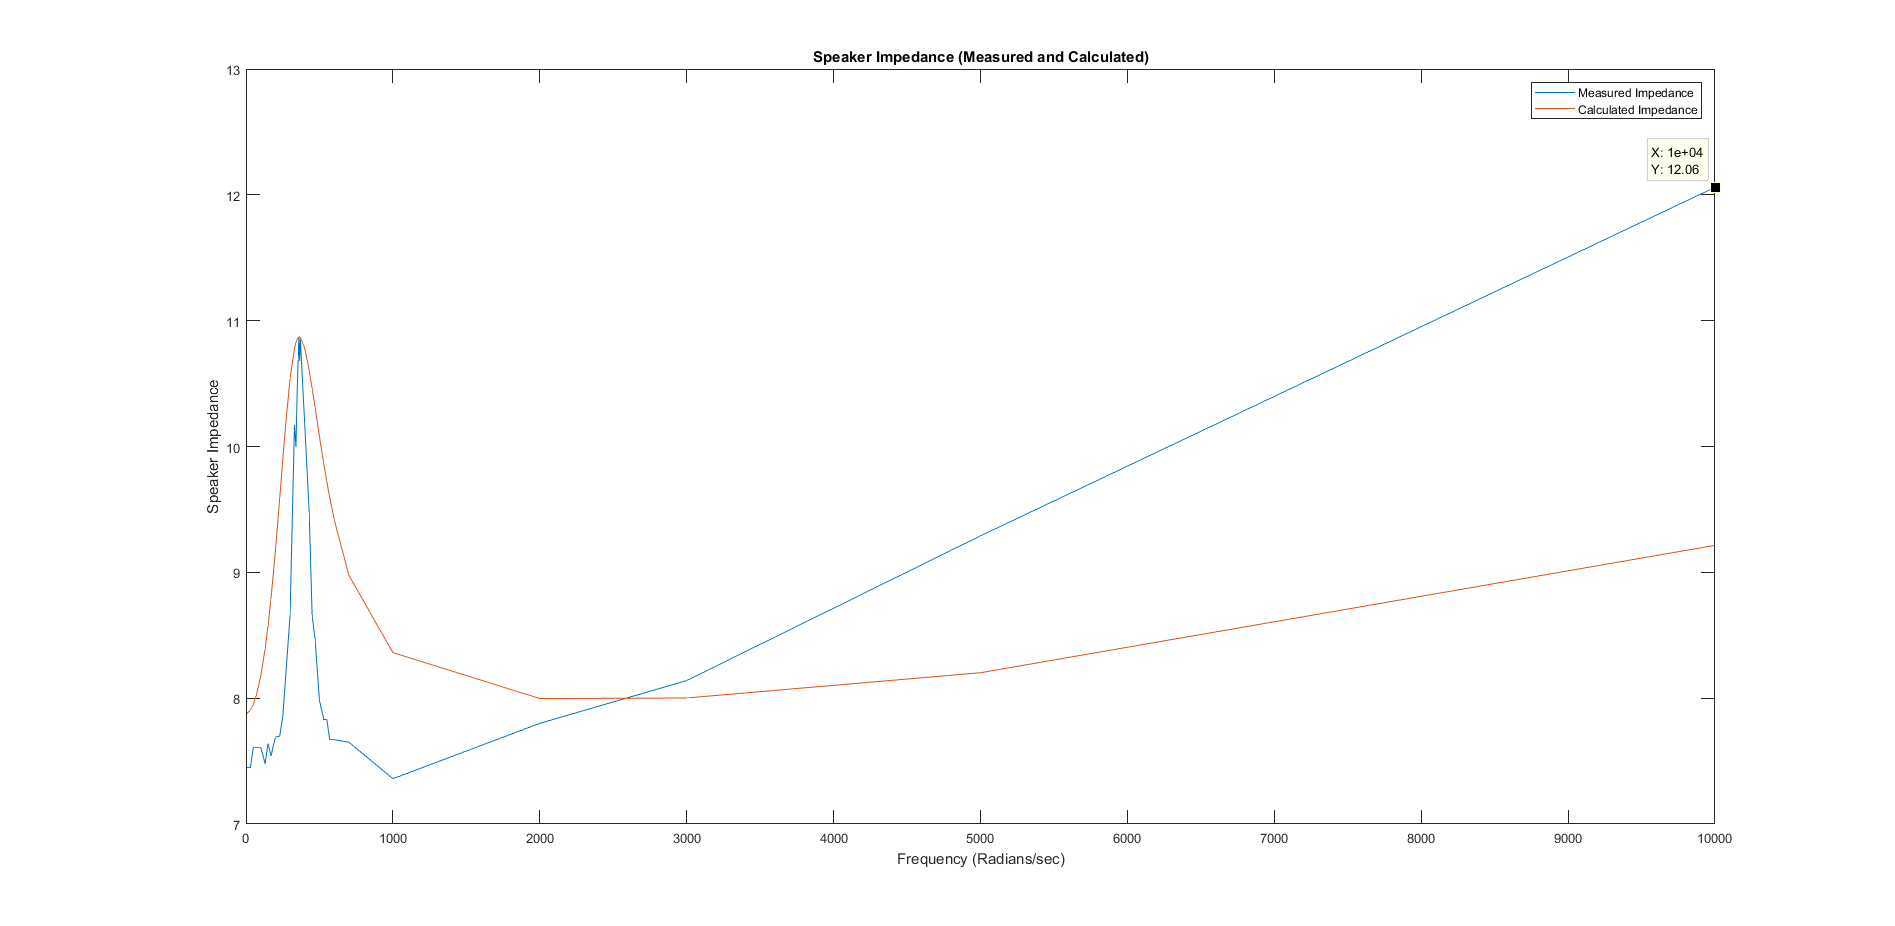 Speaker Impedance (Measured and Calculated)
Measured Impedance
Calculated Impedance
X: 1e+04
Y: 12.06
13
12
11
10
9
8
7
Speaker Impedance
0 1000 2000 3000 4000 5000 6000 7000 8000 9000 10000
Frequency (Radians/sec)